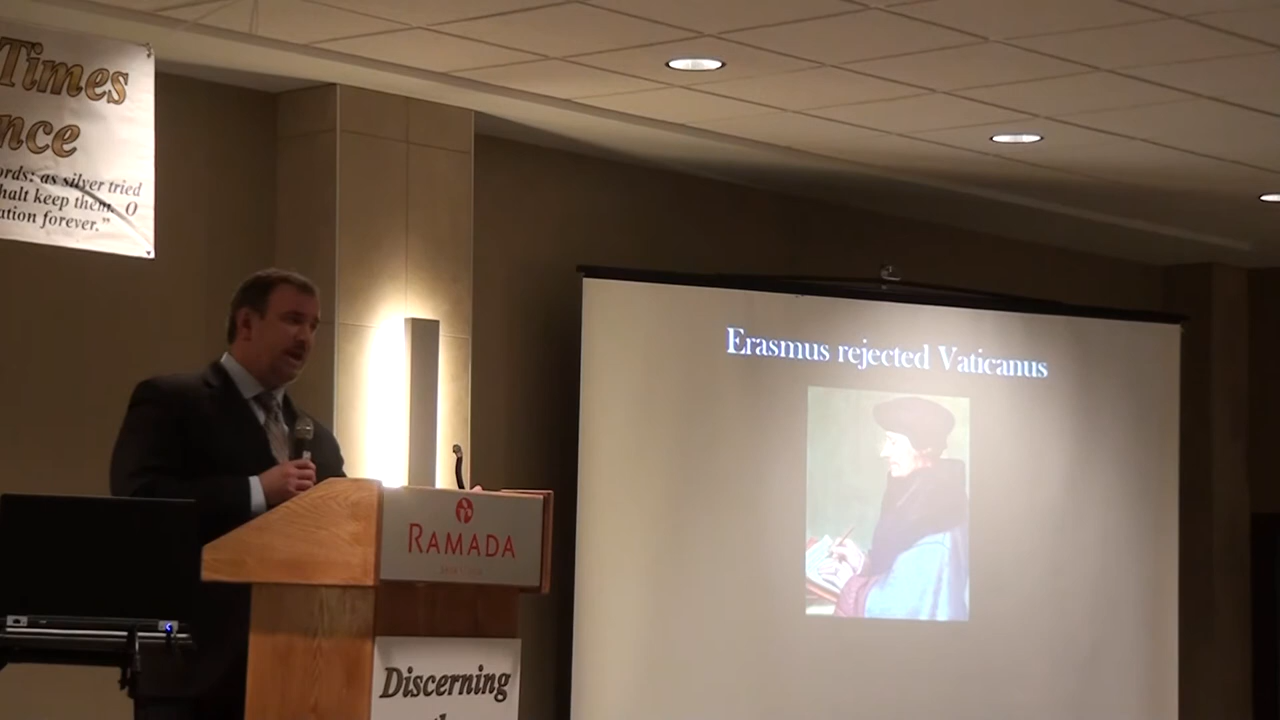 Times
nce
ords: as silver tried
halt keep them, O
ation forever.”
Erasmus rejected Vaticanus
RAMADA
Discerning